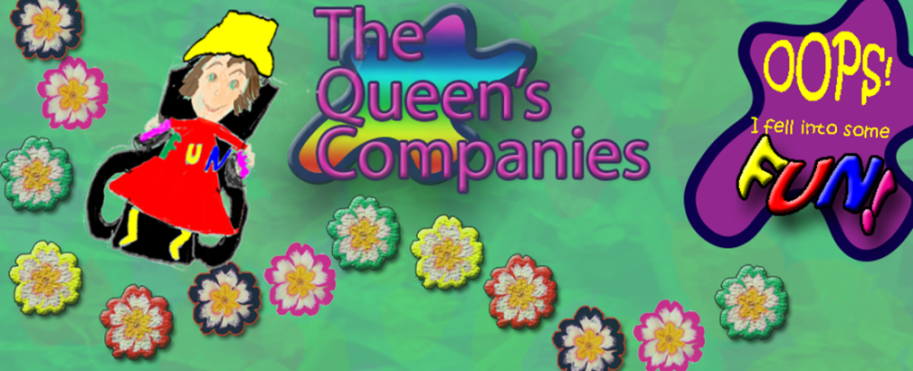 The
Queen's
Companies
FUN
OOPS!
I fell into some
FUN!